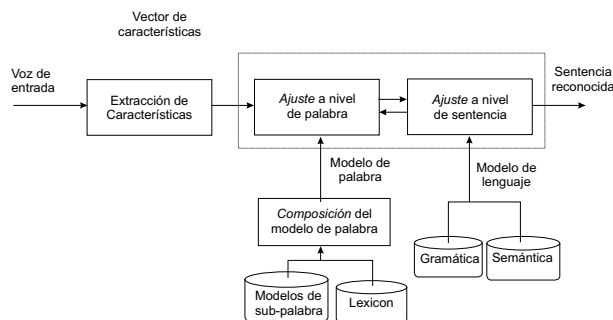 Vector de
características
Voz de
entrada
Extracción de
Características
Ajuste a nivel
de palabra
Ajuste a nivel
de sentencia
Sentencia
reconocida
Modelo de
palabra
Modelo de
lenguaje
Composición del
modelo de palabra
Gramática
Semántica
Modelos de
sub-palabra
Lexicon